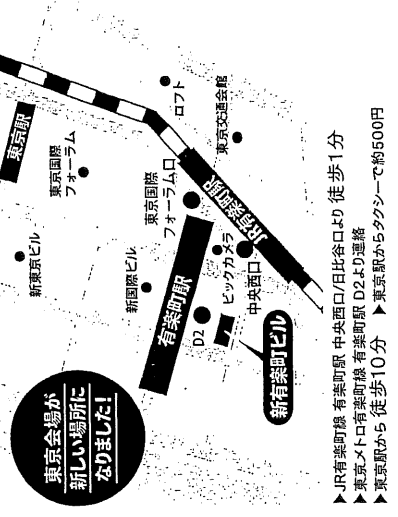 東京会場が
新しい場所に
なりました!
東京駅
東京国際
フォーラム
新東京ビル
ロフト
東京交通会館
東京国際
フォーラム口
JR有楽町駅
新国際ビル
有楽町駅
ビックカメラ
中央西口
D2
新有楽町ビル
▶JR有楽町線 有楽町駅 中央西口/日比谷口より 徒歩1分
▶東京メトロ有楽町線 有楽町駅 D2より連絡
▶東京駅から 徒歩10分 ▶東京駅からタクシーで約500円